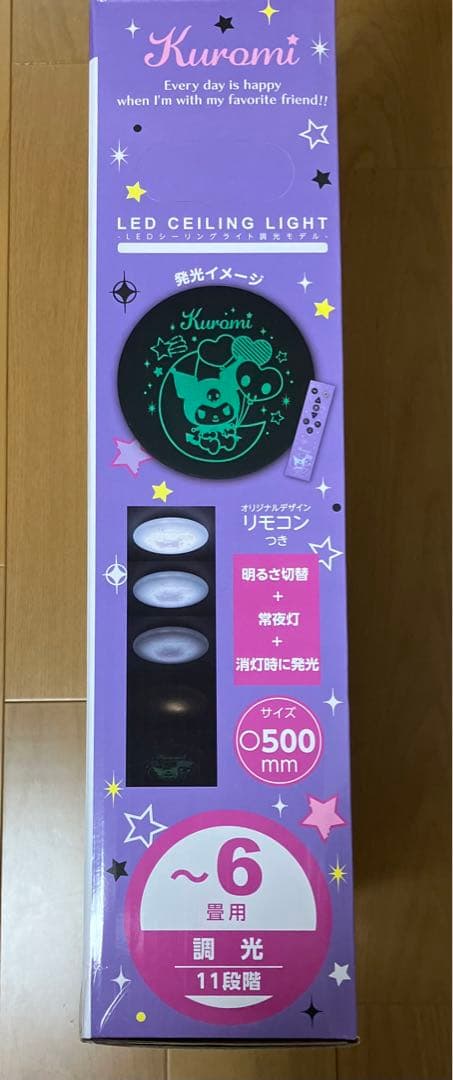 Kuromi
Every day is happy
when I'm with my favorite friend!!
LED CEILING LIGHT
-LEDシーリングライト調光モデル-
発光イメージ
Kuromi
オリジナルデザイン
リモコン
つき
明るさ切替
+
常夜灯
+
消灯時に発光
サイズ
○500
mm
～6
畳用
調光
11段階